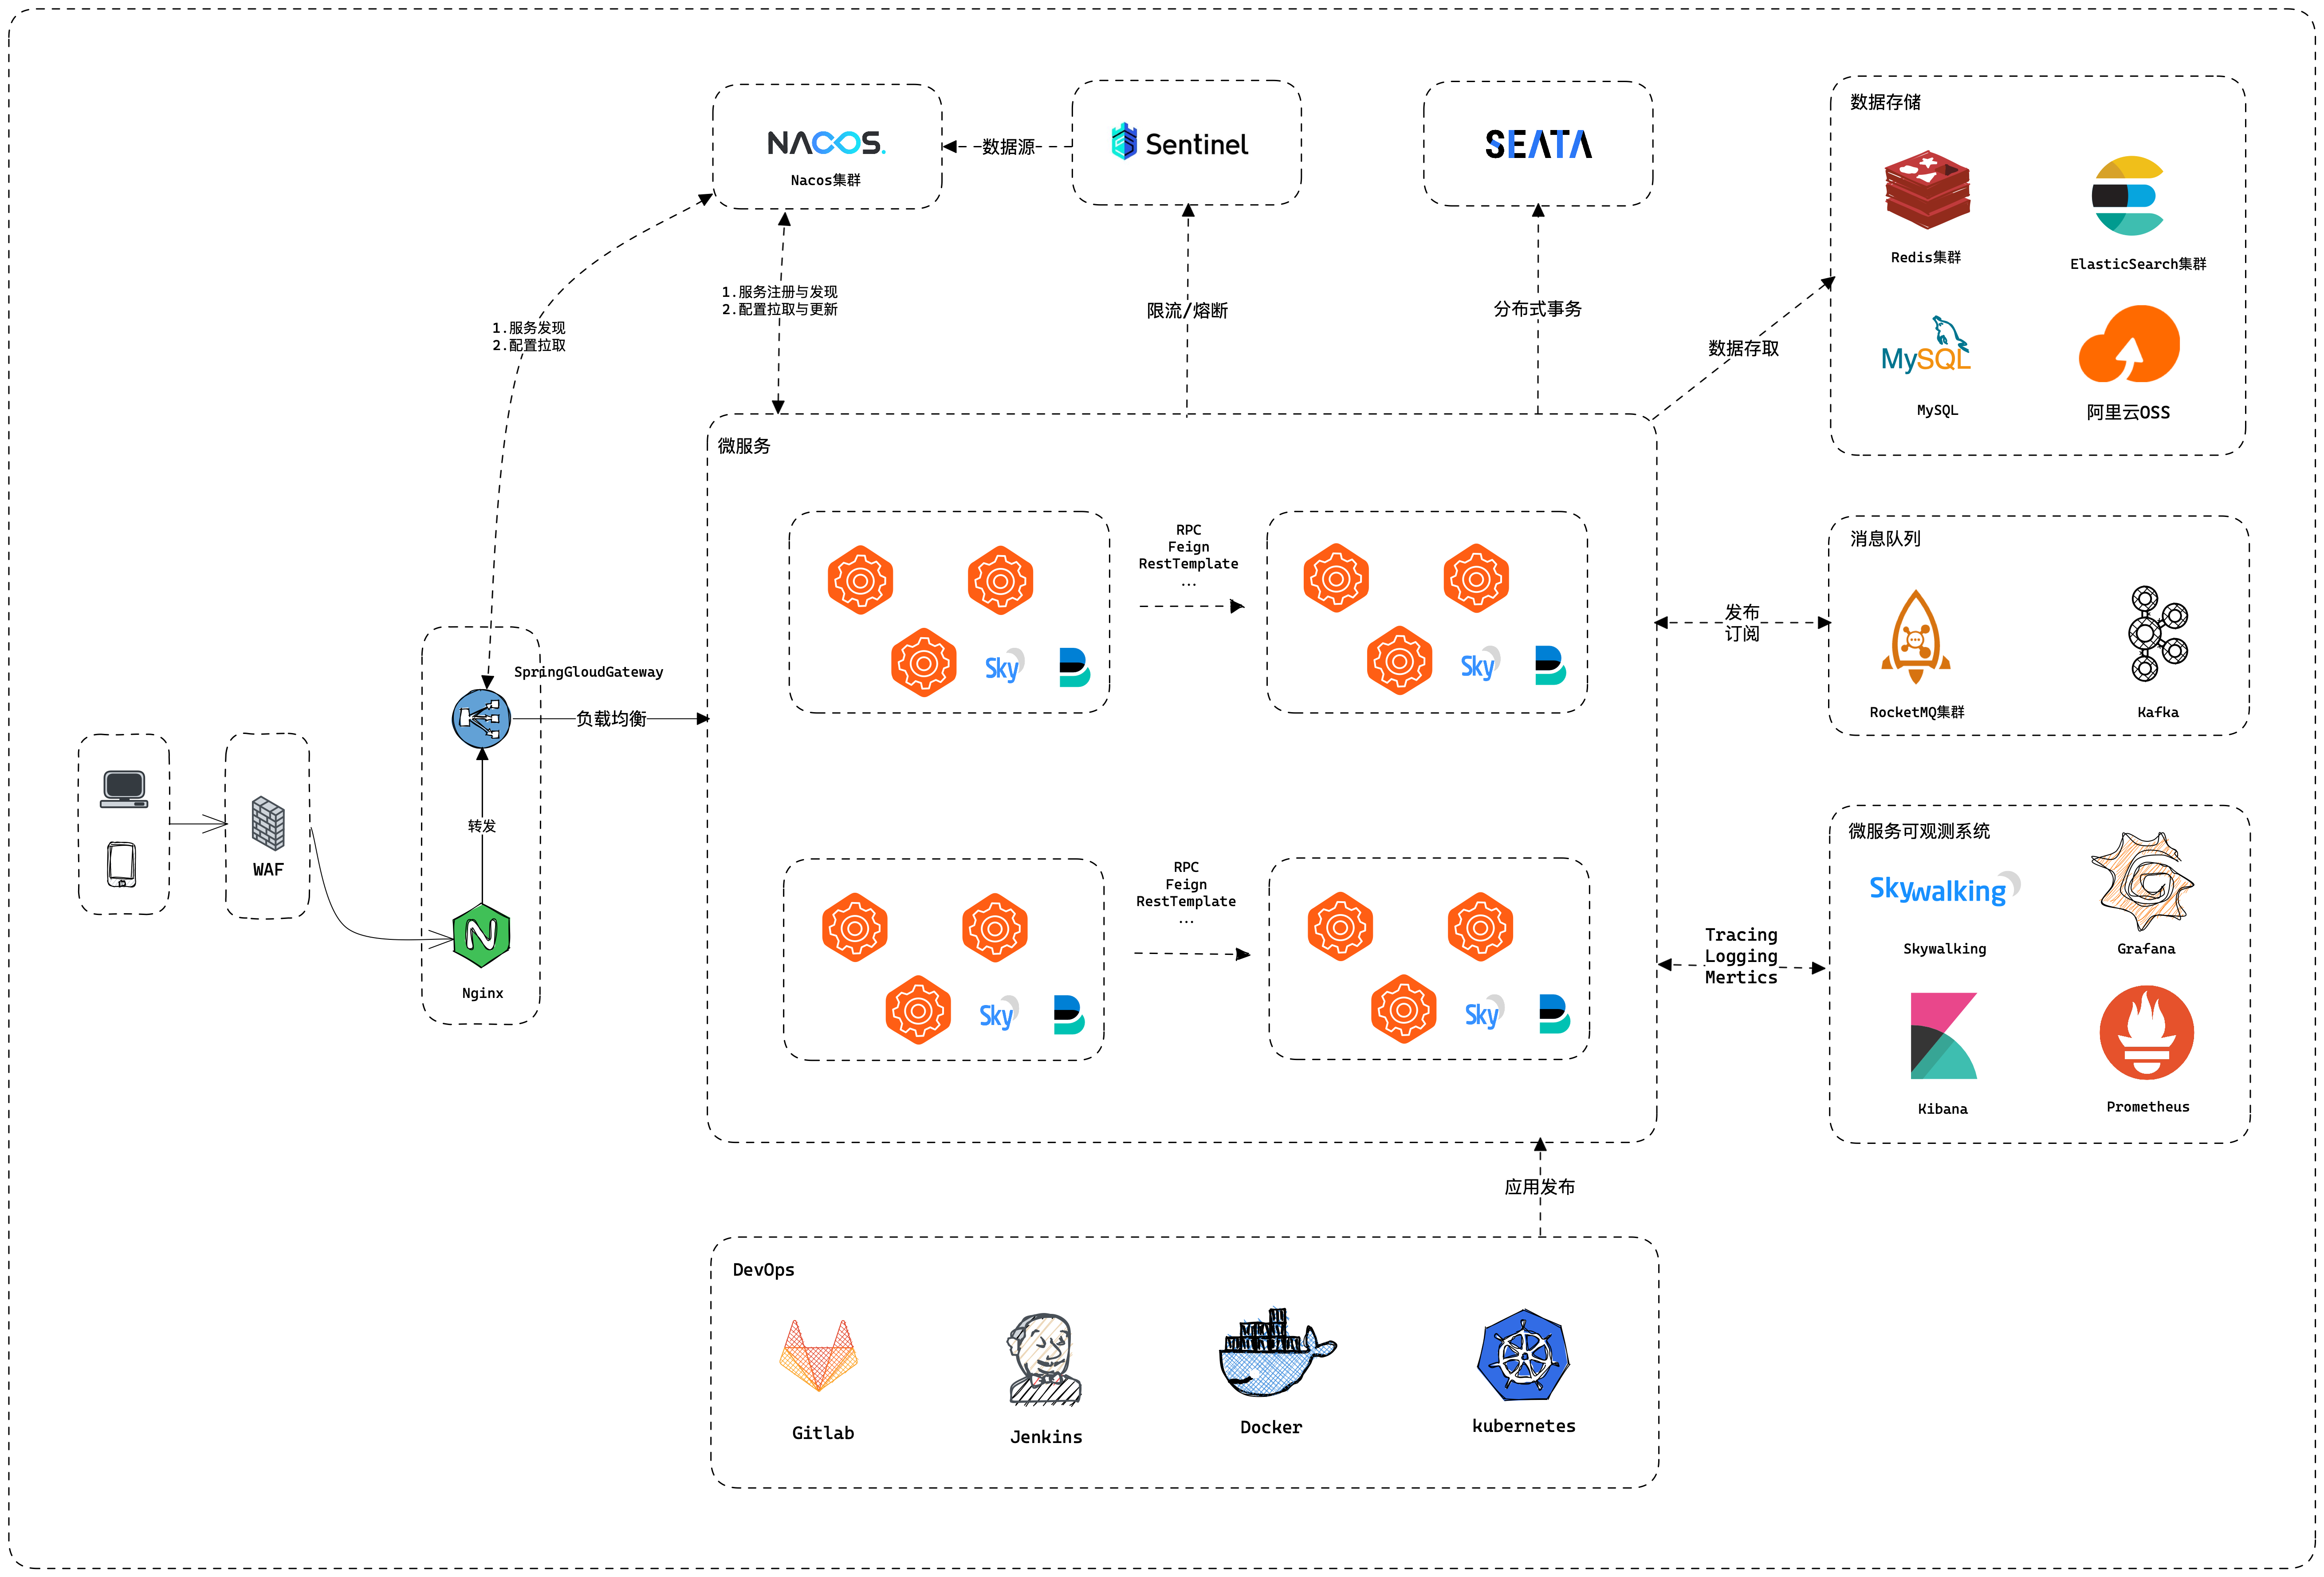 NACOS.
Nacos集群
数据源
Sentinel
SEATA
数据存储
Redis集群
ElasticSearch集群
MySQL
MySQL
阿里云OSS
1.服务发现
2.配置拉取
1.服务注册与发现
2.配置拉取与更新
限流/熔断
分布式事务
数据存取
微服务
RPC
Feign
RestTemplate
...
Sky
Sky
发布
订阅
消息队列
RocketMQ集群
Kafka
SpringGloudGateway
负载均衡
转发
Nginx
WAF
RPC
Feign
RestTemplate
...
Sky
Sky
Tracing
Logging
Mertics
微服务可观测系统
Skywalking
Skywalking
Grafana
Kibana
Prometheus
应用发布
DevOps
Gitlab
Jenkins
Docker
kubernetes